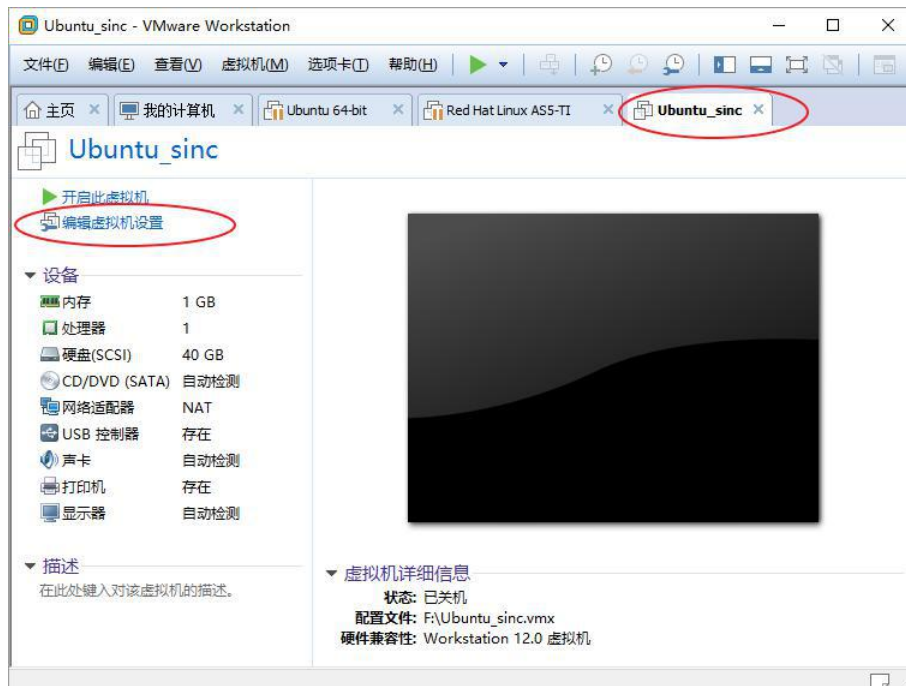 Ubuntu_sinc - VMware Workstation
文件(F) 编辑(E) 查看(V) 虚拟机(M) 选项卡(T) 帮助(H)
主页 我的计算机 Ubuntu 64-bit Red Hat Linux AS5-TI Ubuntu_sinc
Ubuntu_sinc
开启此虚拟机
编辑虚拟机设置
设备
内存 1 GB
处理器 1
硬盘(SCSI) 40 GB
CD/DVD (SATA) 自动检测
网络适配器 NAT
USB 控制器 存在
声卡 自动检测
打印机 存在
显示器 自动检测
描述
在此处键入对该虚拟机的描述。
虚拟机详细信息
状态: 已关机
配置文件: F:\Ubuntu_sinc.vmx
硬件兼容性: Workstation 12.0 虚拟机